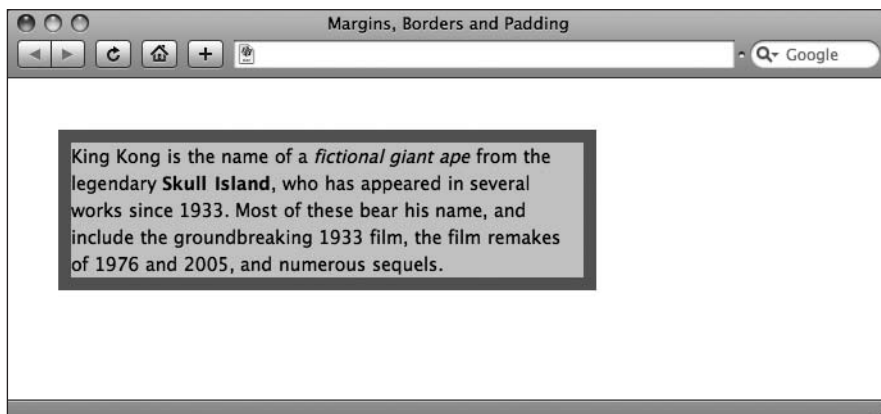 Margins, Borders and Padding
Google
King Kong is the name of a fictional giant ape from the
legendary Skull Island, who has appeared in several
works since 1933. Most of these bear his name, and
include the groundbreaking 1933 film, the film remakes
of 1976 and 2005, and numerous sequels.